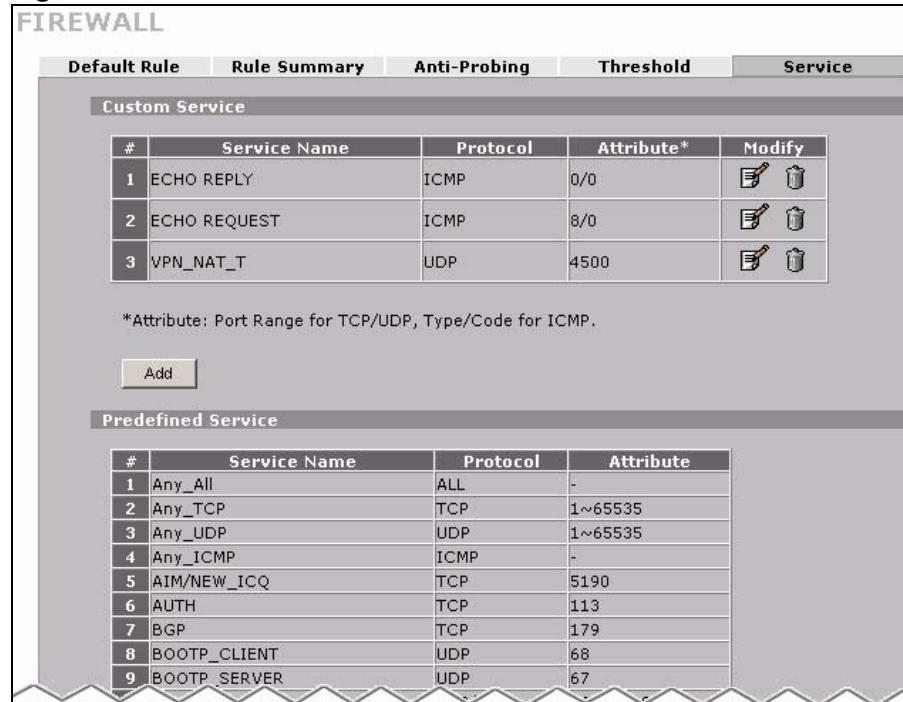 FIREWALL
Default Rule Rule Summary Anti-Probing Threshold Service
Custom Service
# Service Name Protocol Attribute* Modify
1 ECHO REPLY ICMP 0/0
2 ECHO REQUEST ICMP 8/0
3 VPN_NAT_T UDP 4500
*Attribute: Port Range for TCP/UDP, Type/Code for ICMP.
Add
Predefined Service
# Service Name Protocol Attribute
1 Any_All ALL -
2 Any_TCP TCP 1~65535
3 Any_UDP UDP 1~65535
4 Any_ICMP ICMP -
5 AIM/NEW_ICQ TCP 5190
6 AUTH TCP 113
7 BGP TCP 179
8 BOOTP_CLIENT UDP 68
9 BOOTP_SERVER UDP 67